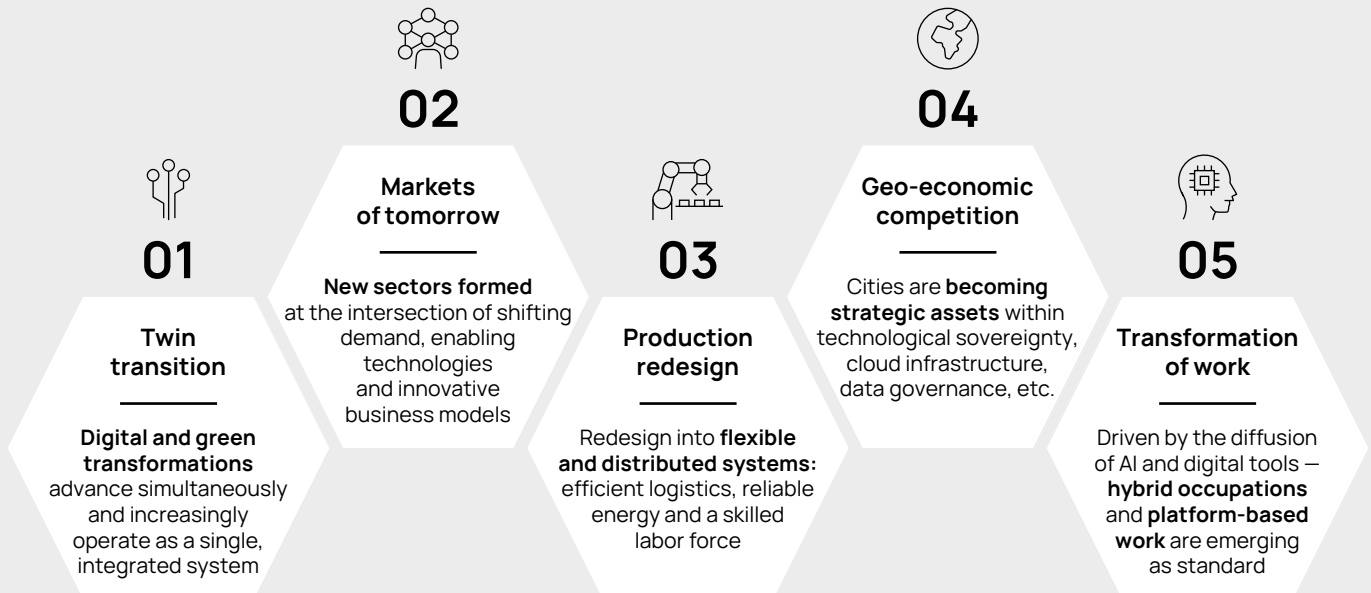 01
Twin
transition
Digital and green
transformations
advance simultaneously
and increasingly
operate as a single,
integrated system
02
Markets
of tomorrow
New sectors formed
at the intersection of shifting
demand, enabling
technologies
and innovative
business models
03
Production
redesign
Redesign into flexible
and distributed systems:
efficient logistics, reliable
energy and a skilled
labor force
04
Geo-economic
competition
Cities are becoming
strategic assets within
technological sovereignty,
cloud infrastructure,
data governance, etc.
05
Transformation
of work
Driven by the diffusion
of AI and digital tools —
hybrid occupations
and platform-based
work are emerging
as standard